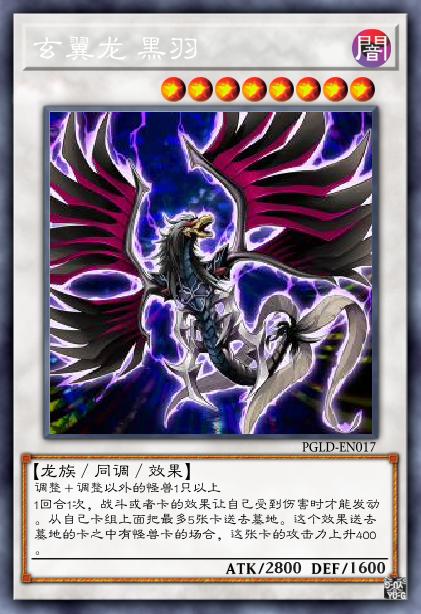 玄翼龙 黑羽
闇
PGLD-EN017
【龙族／同调／效果】
调整＋调整以外的怪兽1只以上
1回合1次，战斗或者卡的效果让自己受到伤害时才能发动
。从自己卡组上面把最多5张卡送去墓地。这个效果送去
墓地的卡之中有怪兽卡的场合，这张卡的攻击力上升400
。
ATK/2800 DEF/1600